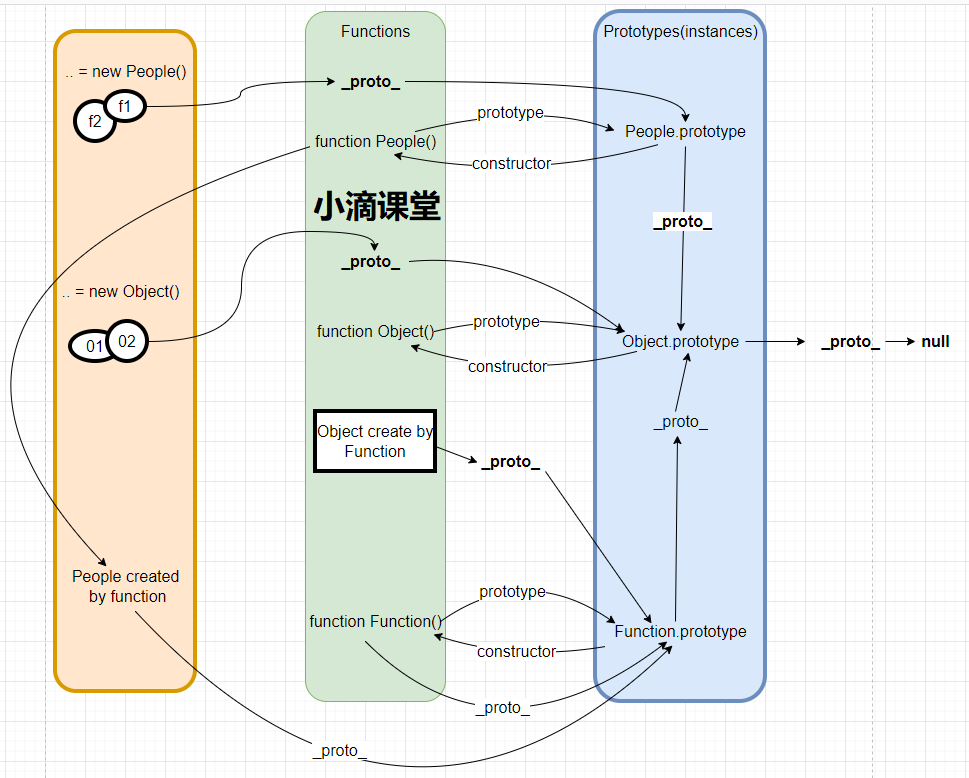 Functions
Prototypes(instances)
.. = new People()
f1
f2
_proto_
prototype
People.prototype
function People()
constructor
小滴课堂
_proto_
_proto_
.. = new Object()
01
02
function Object()
prototype
Object.prototype
_proto_
null
constructor
Object create by
Function
_proto_
_proto_
People created
by function
prototype
function Function()
Function.prototype
constructor
_proto_
_proto_